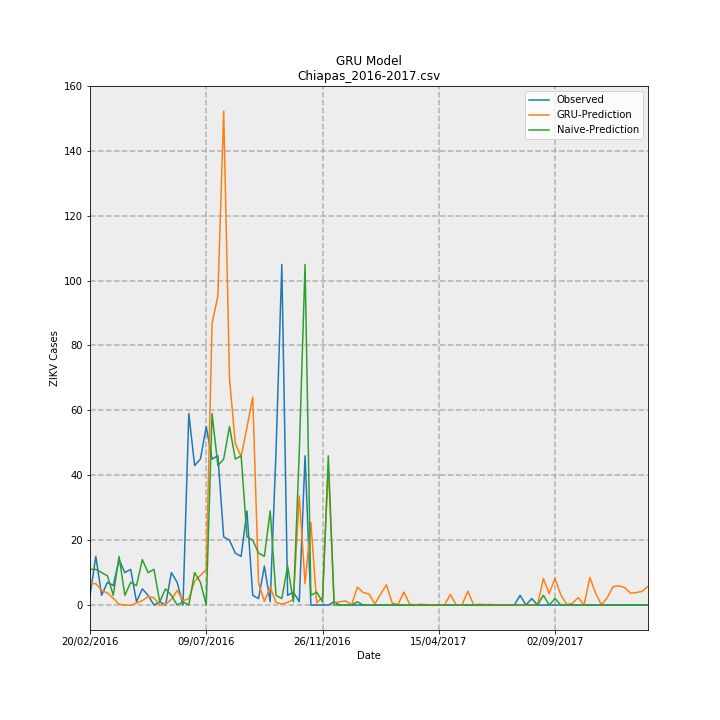 GRU Model
Chiapas_2016-2017.csv
Observed
GRU-Prediction
Naive-Prediction
160
140
120
100
80
60
40
20
0
ZIKV Cases
20/02/2016
09/07/2016
26/11/2016
15/04/2017
02/09/2017
Date